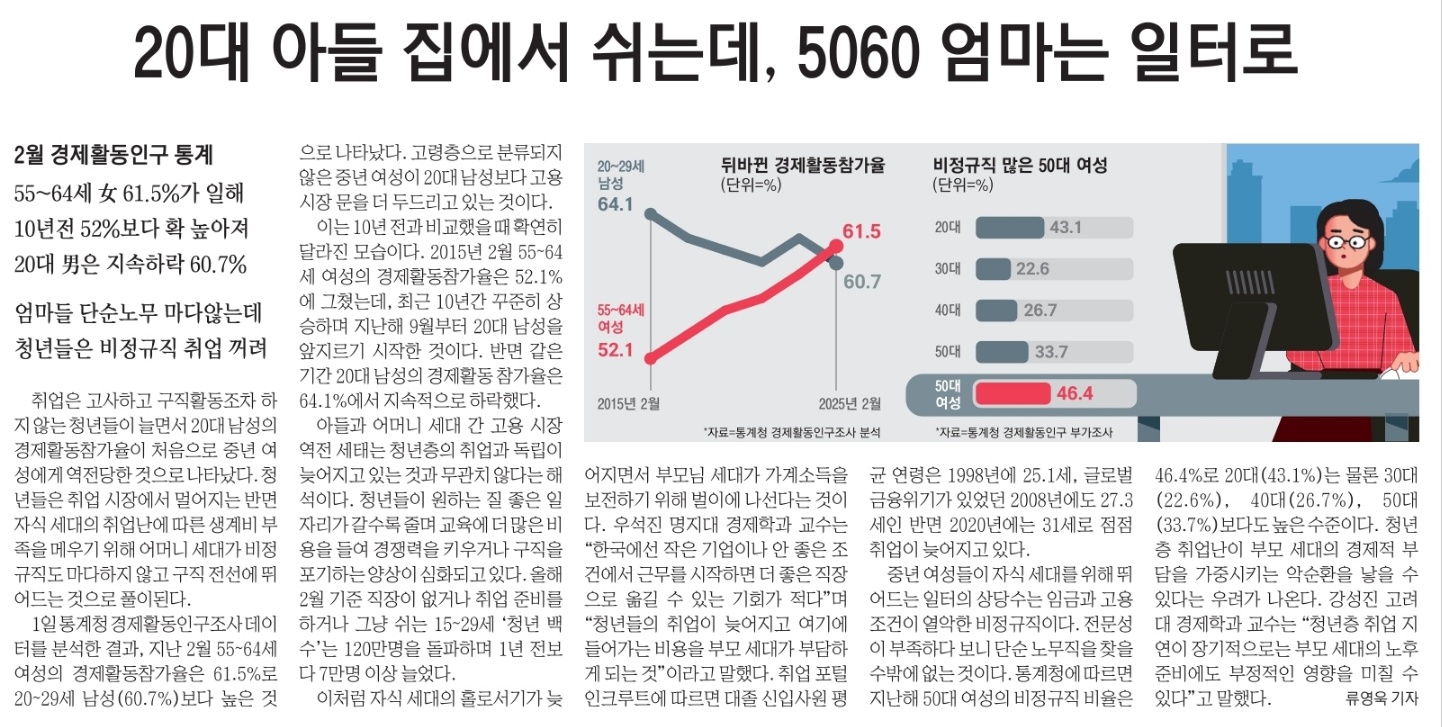 20대 아들 집에서 쉬는데, 5060 엄마는 일터로
2월 경제활동인구 통계
55~64세 女 61.5%가 일해
10년전 52%보다 확 높아져
20대 男은 지속하락 60.7%
엄마들 단순노무 마다않는데
청년들은 비정규직 취업 꺼려
취업은 고사하고 구직활동조차 하
지 않는 청년들이 늘면서 20대 남성의
경제활동참가율이 처음으로 중년 여
성에게 역전당한 것으로 나타났다. 청
년들은 취업 시장에서 멀어지는 반면
자식 세대의 취업난에 따른 생계비 부
족을 메우기 위해 어머니 세대가 비정
규직도 마다하지 않고 구직 전선에 뛰
어드는 것으로 풀이된다.
1일 통계청 경제활동인구조사 데이
터를 분석한 결과, 지난 2월 55~64세
여성의 경제활동참가율은 61.5%로
20~29세 남성(60.7%)보다 높은 것
으로 나타났다. 고령층으로 분류되지
않은 중년 여성이 20대 남성보다 고용
시장 문을 더 두드리고 있는 것이다.
이는 10년 전과 비교했을 때 확연히
달라진 모습이다. 2015년 2월 55~64
세 여성의 경제활동참가율은 52.1%
에 그쳤는데, 최근 10년간 꾸준히 상
승하며 지난해 9월부터 20대 남성을
앞지르기 시작한 것이다. 반면 같은
기간 20대 남성의 경제활동 참가율은
64.1%에서 지속적으로 하락했다.
아들과 어머니 세대 간 고용 시장
역전 세태는 청년층의 취업과 독립이
늦어지고 있는 것과 무관치 않다는 해
석이다. 청년들이 원하는 질 좋은 일
자리가 갈수록 줄며 교육에 더 많은 비
용을 들여 경쟁력을 키우거나 구직을
포기하는 양상이 심화되고 있다. 올해
2월 기준 직장이 없거나 취업 준비를
하거나 그냥 쉬는 15~29세 ‘청년 백
수’는 120만명을 돌파하며 1년 전보
다 7만명 이상 늘었다.
이처럼 자식 세대의 홀로서기가 늦
20~29세
남성
64.1
뒤바뀐 경제활동참가율
(단위=%)
61.5
60.7
55~64세
여성
52.1
2015년 2월
2025년 2월
*자료=통계청 경제활동인구조사 분석
비정규직 많은 50대 여성
(단위=%)
20대 43.1
30대 22.6
40대 26.7
50대 33.7
50대
여성 46.4
*자료=통계청 경제활동인구 부가조사
어지면서 부모님 세대가 가계소득을
보전하기 위해 벌이에 나선다는 것이
다. 우석진 명지대 경제학과 교수는
“한국에선 작은 기업이나 안 좋은 조
건에서 근무를 시작하면 더 좋은 직장
으로 옮길 수 있는 기회가 적다”며
“청년들의 취업이 늦어지고 여기에
들어가는 비용을 부모 세대가 부담하
게 되는 것”이라고 말했다. 취업 포털
인크루트에 따르면 대졸 신입사원 평
균 연령은 1998년에 25.1세, 글로벌
금융위기가 있었던 2008년에도 27.3
세인 반면 2020년에는 31세로 점점
취업이 늦어지고 있다.
중년 여성들이 자식 세대를 위해 뛰
어드는 일터의 상당수는 임금과 고용
조건이 열악한 비정규직이다. 전문성
이 부족하다 보니 단순 노무직을 찾을
수밖에 없는 것이다. 통계청에 따르면
지난해 50대 여성의 비정규직 비율은
46.4%로 20대(43.1%)는 물론 30대
(22.6%), 40대(26.7%), 50대
(33.7%)보다도 높은 수준이다. 청년
층 취업난이 부모 세대의 경제적 부
담을 가중시키는 악순환을 낳을 수
있다는 우려가 나온다. 강성진 고려
대 경제학과 교수는 “청년층 취업 지
연이 장기적으로는 부모 세대의 노후
준비에도 부정적인 영향을 미칠 수
있다”고 말했다. 류영욱 기자